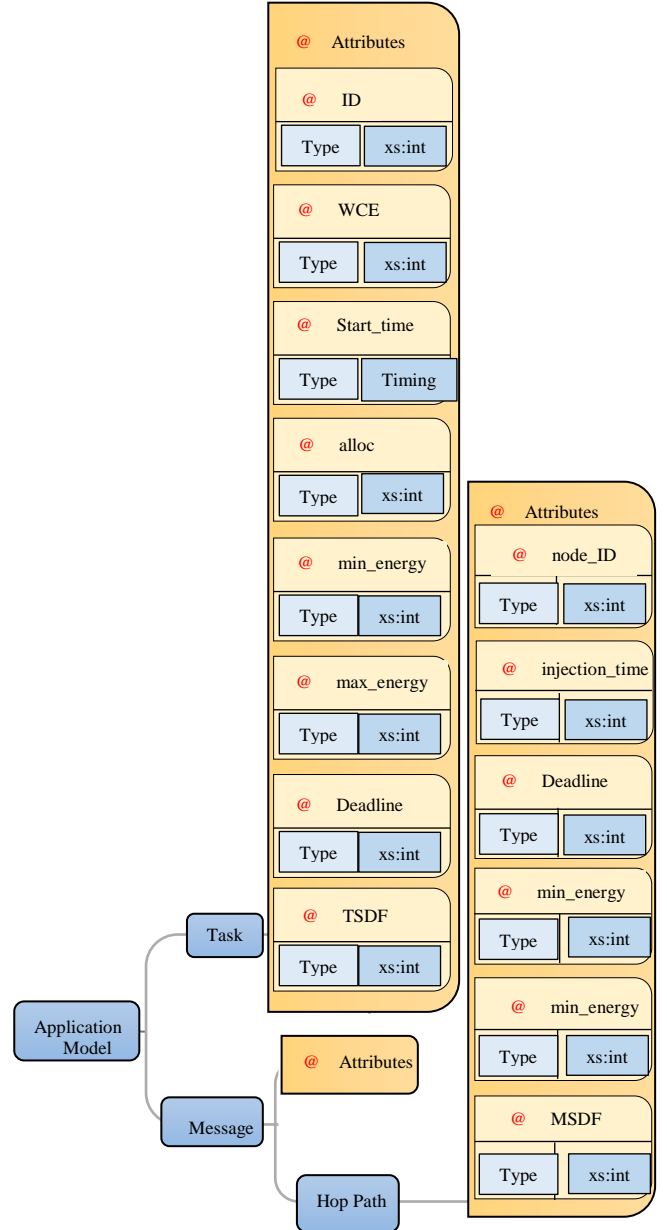 @ Attributes
@ ID
Type xs:int
@ WCE
Type xs:int
@ Start_time
Type Timing
@ alloc
Type xs:int
@ min_energy
Type xs:int
@ max_energy
Type xs:int
@ Deadline
Type xs:int
@ TSDF
Type xs:int
Task
Application
Model
Message
@ Attributes
Hop Path
@ Attributes
@ node_ID
Type xs:int
@ injection_time
Type xs:int
@ Deadline
Type xs:int
@ min_energy
Type xs:int
@ min_energy
Type xs:int
@ MSDF
Type xs:int